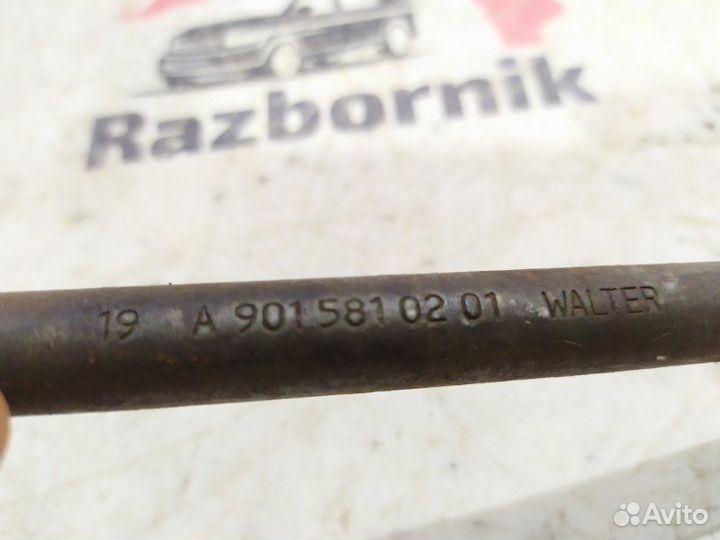 Razbornik
19 A 901 581 02 01 WALTER
Avito